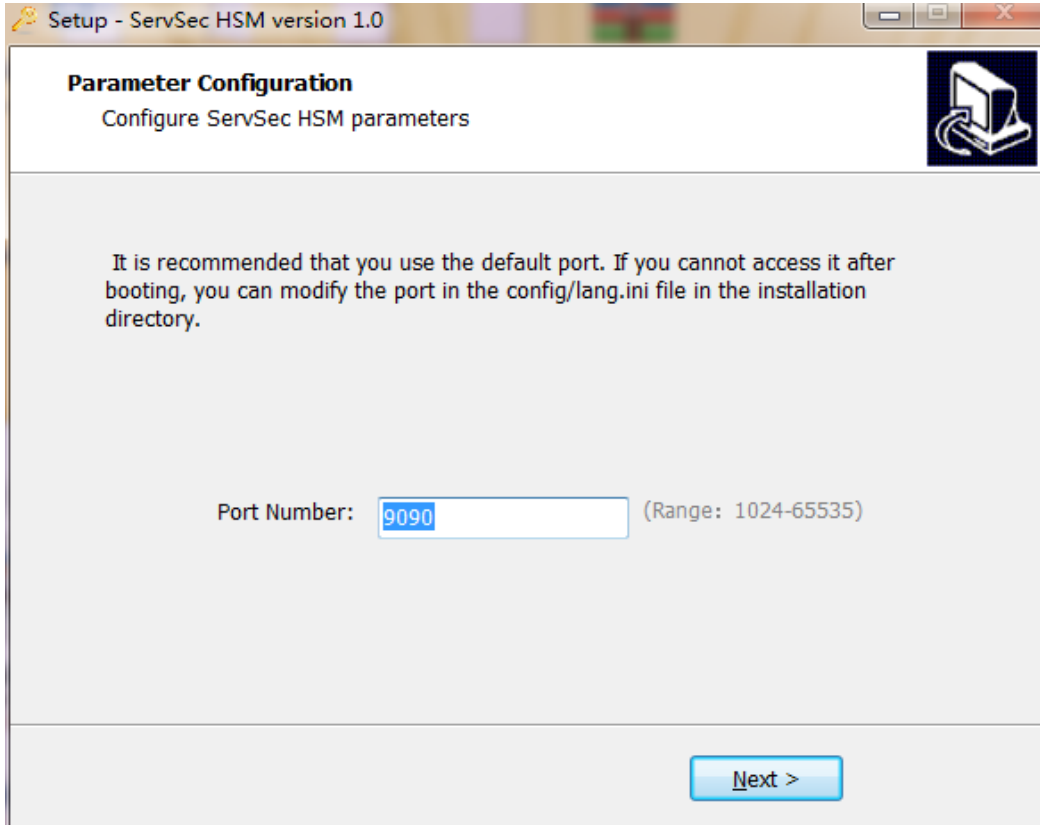 Setup - ServSec HSM version 1.0
Parameter Configuration
Configure ServSec HSM parameters
It is recommended that you use the default port. If you cannot access it after
booting, you can modify the port in the config/lang.ini file in the installation
directory.
Port Number: 9090 (Range: 1024-65535)
Next >